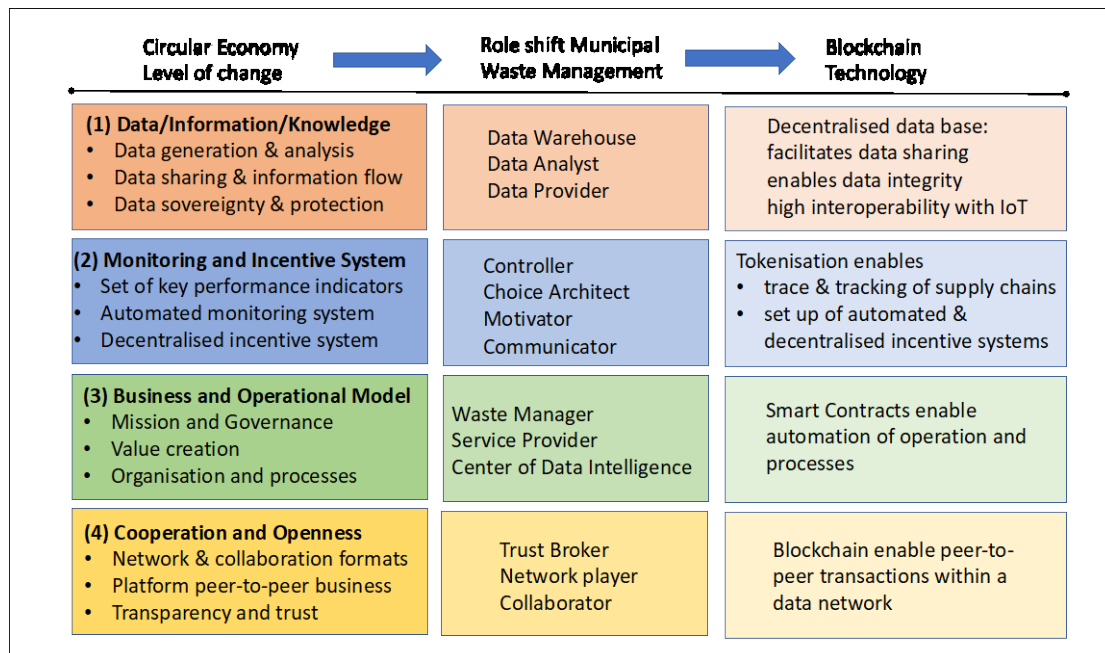 Circular Economy
Level of change
Role shift Municipal
Waste Management
Blockchain
Technology
(1) Data/Information/Knowledge
• Data generation & analysis
• Data sharing & information flow
• Data sovereignty & protection
Data Warehouse
Data Analyst
Data Provider
Decentralised data base:
facilitates data sharing
enables data integrity
high interoperability with IoT
(2) Monitoring and Incentive System
• Set of key performance indicators
• Automated monitoring system
• Decentralised incentive system
Controller
Choice Architect
Motivator
Communicator
Tokenisation enables
• trace & tracking of supply chains
• set up of automated &
decentralised incentive systems
(3) Business and Operational Model
• Mission and Governance
• Value creation
• Organisation and processes
Waste Manager
Service Provider
Center of Data Intelligence
Smart Contracts enable
automation of operation and
processes
(4) Cooperation and Openness
• Network & collaboration formats
• Platform peer-to-peer business
• Transparency and trust
Trust Broker
Network player
Collaborator
Blockchain enable peer-to-
peer transactions within a
data network